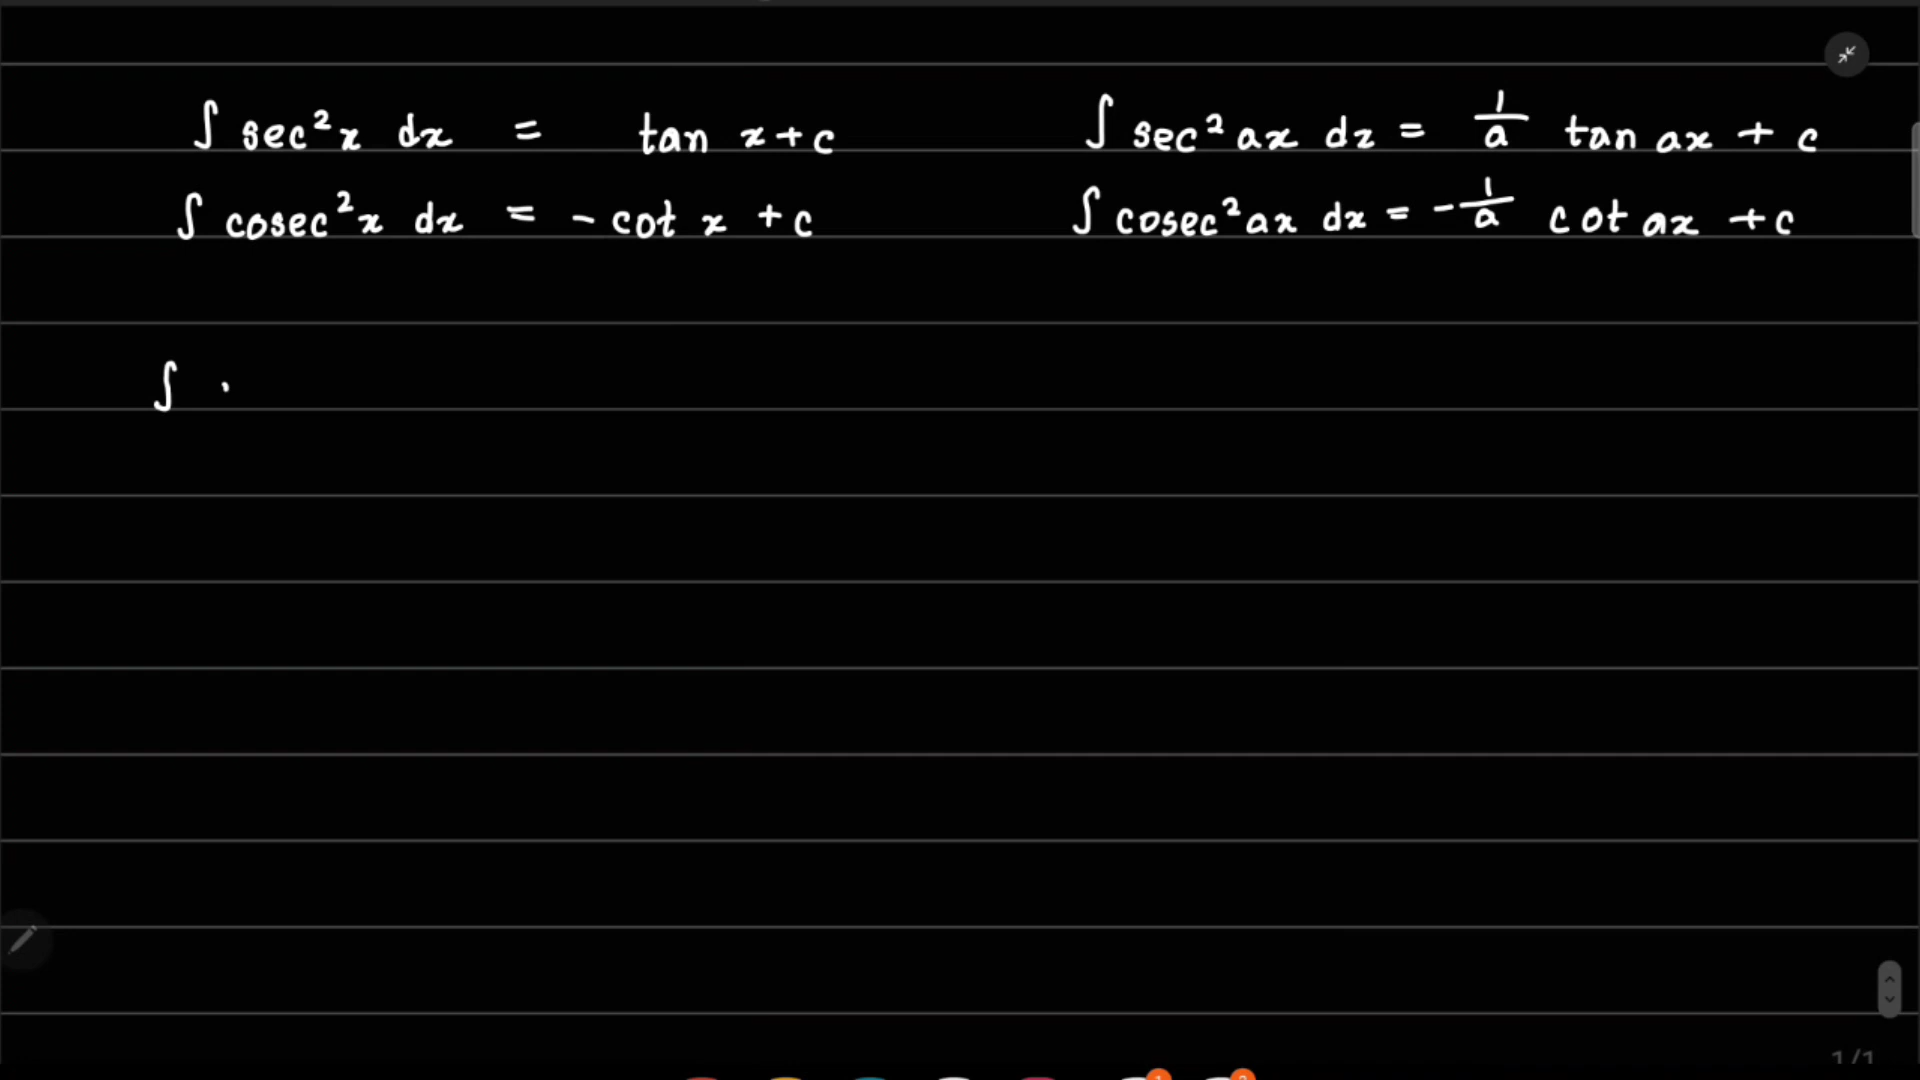 ∫ sec²x dx = tan x+c ∫ sec²ax dx = 1/a tan ax + c
∫ cosec²x dx = -cot x +c ∫ cosec²ax dx = -1/a cot ax +c
∫
1/1